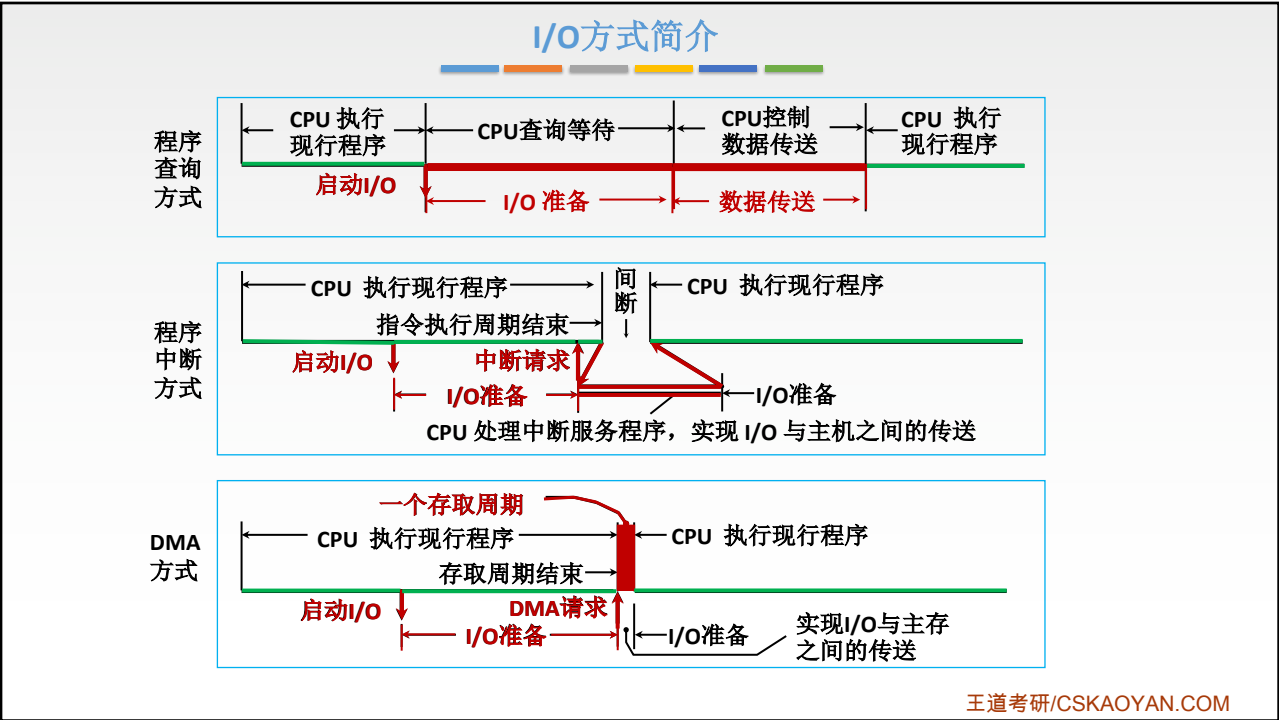 I/O方式简介
程序
查询
方式
CPU 执行
现行程序
CPU查询等待
CPU控制
数据传送
CPU 执行
现行程序
启动I/O
I/O 准备
数据传送
程序
中断
方式
CPU 执行现行程序
间
断
CPU 执行现行程序
指令执行周期结束
启动I/O
中断请求
I/O准备
I/O准备
CPU 处理中断服务程序，实现 I/O 与主机之间的传送
DMA
方式
一个存取周期
CPU 执行现行程序
CPU 执行现行程序
存取周期结束
启动I/O
DMA请求
I/O准备
I/O准备
实现I/O与主存
之间的传送
王道考研/CSKAOYAN.COM